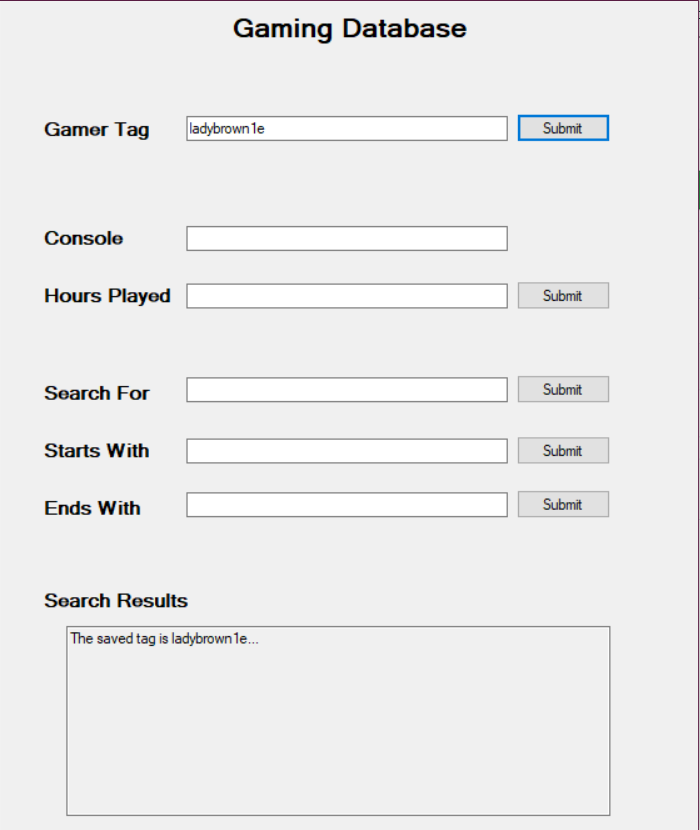 Gaming Database
Gamer Tag ladybrown1e Submit
Console
Hours Played Submit
Search For Submit
Starts With Submit
Ends With Submit
Search Results
The saved tag is ladybrown1e...